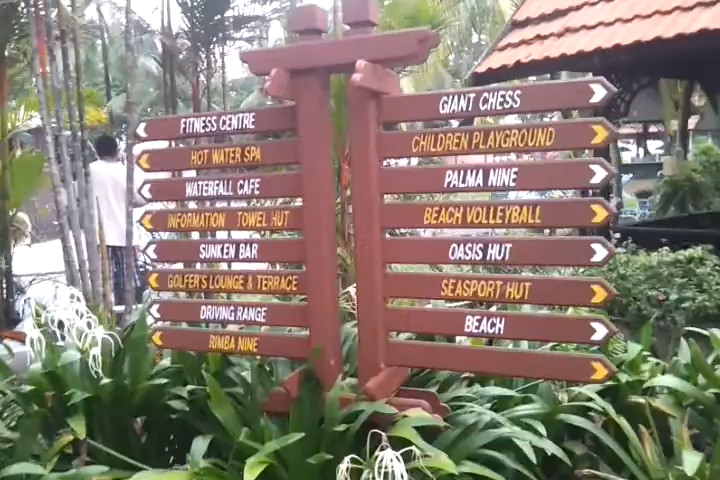 FITNESS CENTRE
HOT WATER SPA
WATERFALL CAFE
INFORMATION TOWEL HUT
SUNKEN BAR
GOLFER'S LOUNGE & TERRACE
DRIVING RANGE
RIMBA NINE
GIANT CHESS
CHILDREN PLAYGROUND
PALMA NINE
BEACH VOLLEYBALL
OASIS HUT
SEASPORT HUT
BEACH